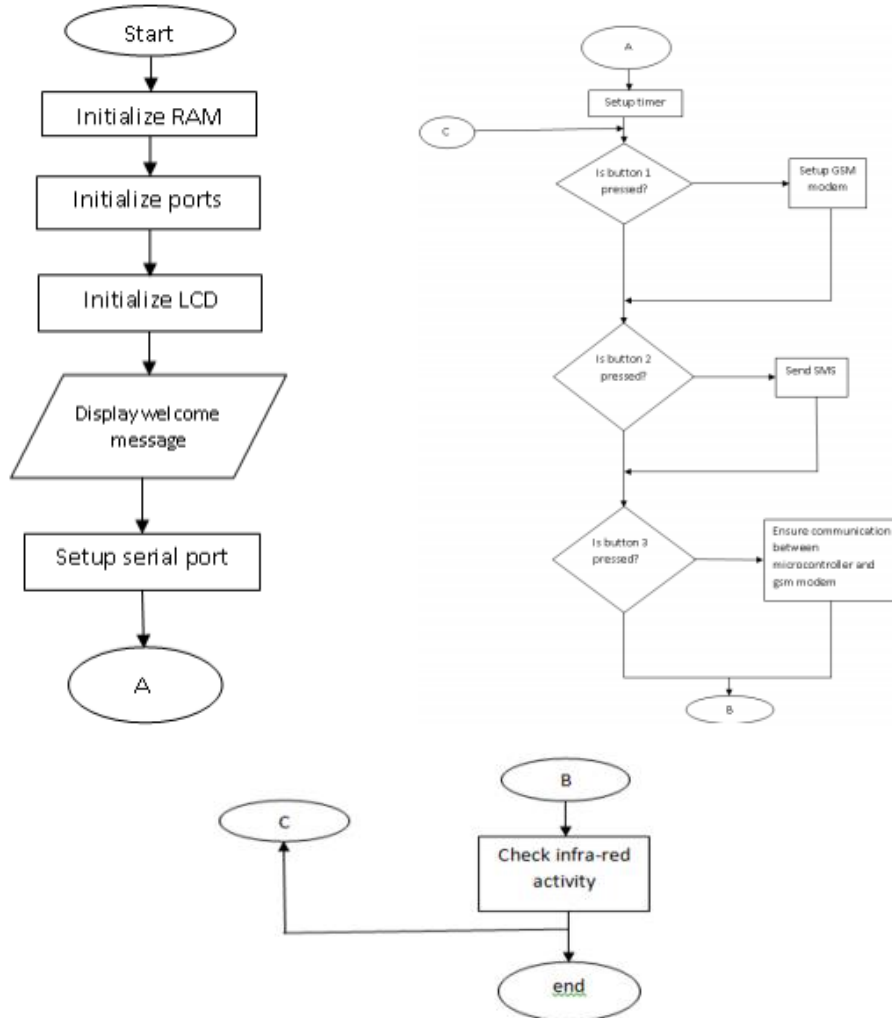 Start
Initialize RAM
Initialize ports
Initialize LCD
Display welcome
message
Setup serial port
A
A
Setup timer
C
Is button 1
pressed?
Setup GSM
modem
Is button 2
pressed?
Send SMS
Is button 3
pressed?
Ensure communication
between
microcontroller and
gsm modem
B
B
C
Check infra-red
activity
end